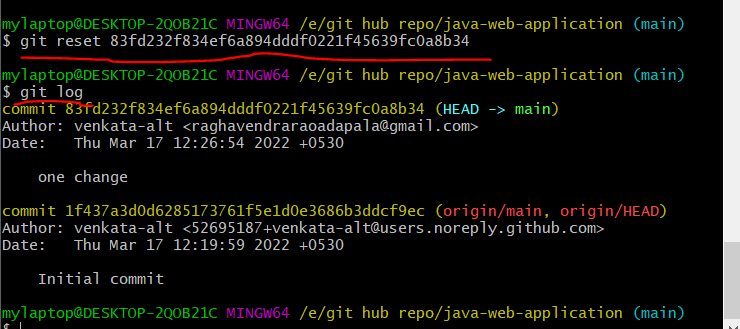 mylaptop@DESKTOP-2QOB21C MINGW64 /e/git hub repo/java-web-application (main)
$ git reset 83fd232f834ef6a894dddf0221f45639fc0a8b34
mylaptop@DESKTOP-2QOB21C MINGW64 /e/git hub repo/java-web-application (main)
$ git log
commit 83fd232f834ef6a894dddf0221f45639fc0a8b34 (HEAD -> main)
Author: venkata-alt <raghavendraraoadapala@gmail.com>
Date:   Thu Mar 17 12:26:54 2022 +0530
    one change
commit 1f437a3d0d6285173761f5e1d0e3686b3ddcf9ec (origin/main, origin/HEAD)
Author: venkata-alt <52695187+venkata-alt@users.noreply.github.com>
Date:   Thu Mar 17 12:19:59 2022 +0530
    Initial commit
mylaptop@DESKTOP-2QOB21C MINGW64 /e/git hub repo/java-web-application (main)
$